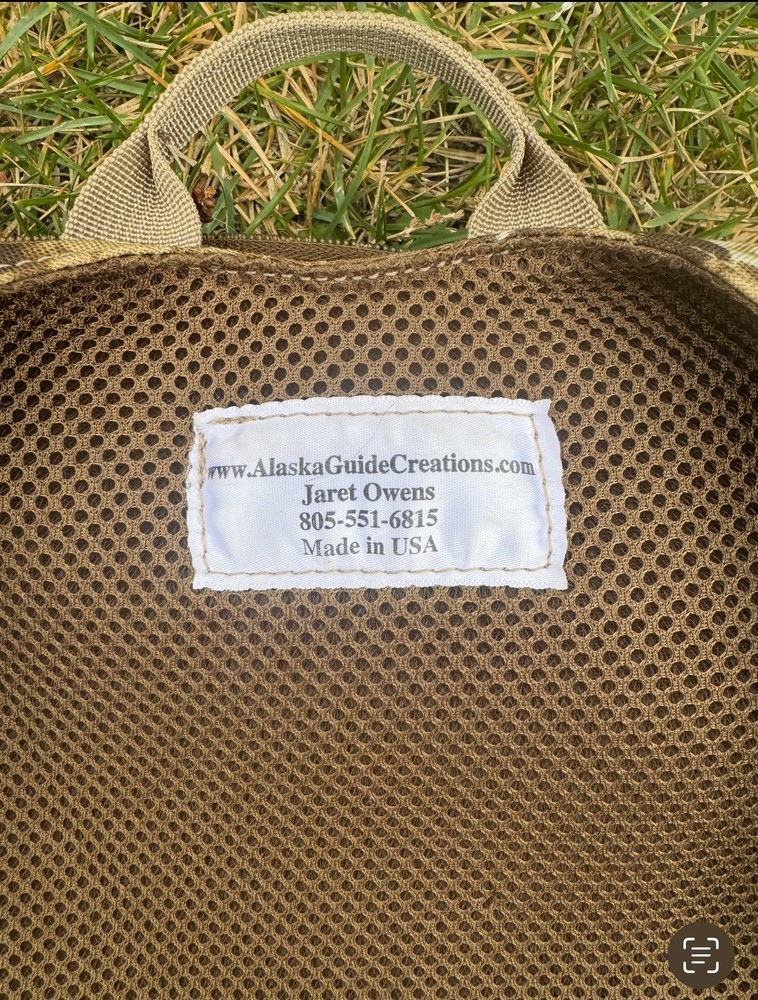 www.AlaskaGuideCreations.com
Jaret Owens
805-551-6815
Made in USA